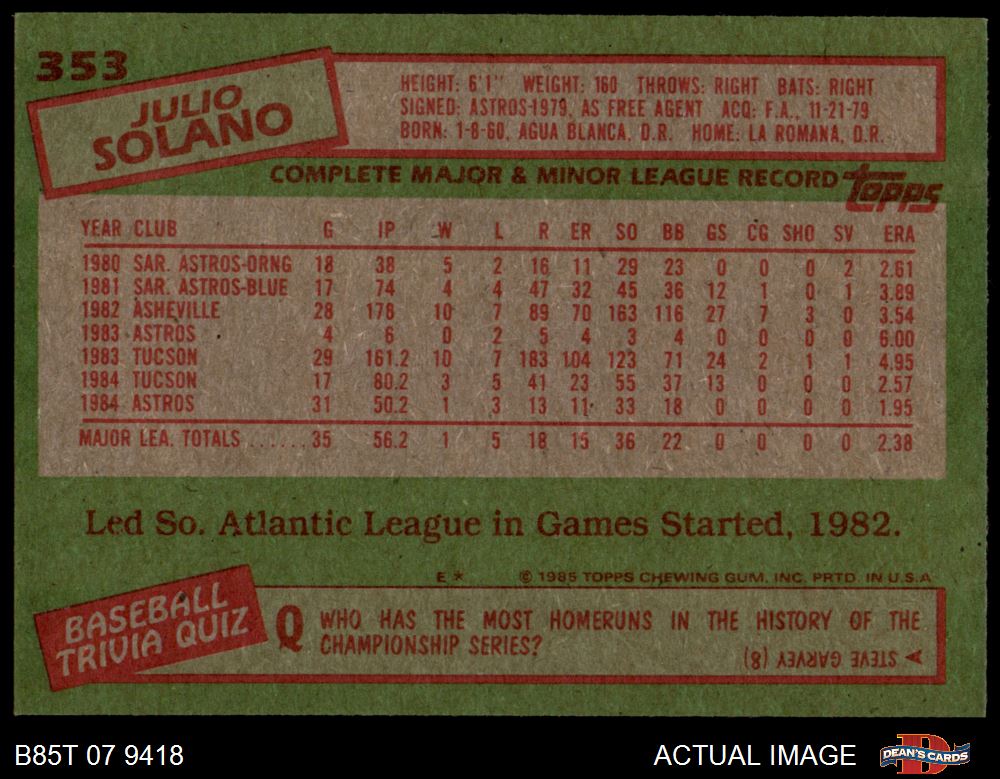 353
JULIO
SOLANO
HEIGHT: 6'1" WEIGHT: 160 THROWS: RIGHT BATS: RIGHT
SIGNED: ASTROS-1979, AS FREE AGENT ACQ: F.A., 11-21-79
BORN: 1-8-60, AGUA BLANCA, D.R. HOME: LA ROMANA, D.R.
COMPLETE MAJOR & MINOR LEAGUE RECORD topps
YEAR CLUB G IP W L R ER SO BB GS CG SHO SV ERA
1980 SAR. ASTROS-ORNG 18 38 5 2 16 11 29 23 0 0 0 2 2.61
1981 SAR. ASTROS-BLUE 17 74 4 4 47 32 45 36 12 1 0 1 3.89
1982 ASHEVILLE 28 178 10 7 89 70 163 116 27 7 3 0 3.54
1983 ASTROS 4 6 0 2 5 4 3 4 0 0 0 0 6.00
1983 TUCSON 29 161.2 10 7 183 104 123 71 24 2 1 1 4.95
1984 TUCSON 17 80.2 3 5 41 23 55 37 13 0 0 0 2.57
1984 ASTROS 31 50.2 1 3 13 11 33 18 0 0 0 0 1.95
MAJOR LEA. TOTALS ...... 35 56.2 1 5 18 15 36 22 0 0 0 0 2.38
Led So. Atlantic League in Games Started, 1982.
E * © 1985 TOPPS CHEWING GUM, INC. PRTD. IN U.S.A
BASEBALL
TRIVIA QUIZ
Q WHO HAS THE MOST HOMERUNS IN THE HISTORY OF THE
CHAMPIONSHIP SERIES?
A STEVE GARVEY (8)
B85T 07 9418
ACTUAL IMAGE
DEAN'S CARDS